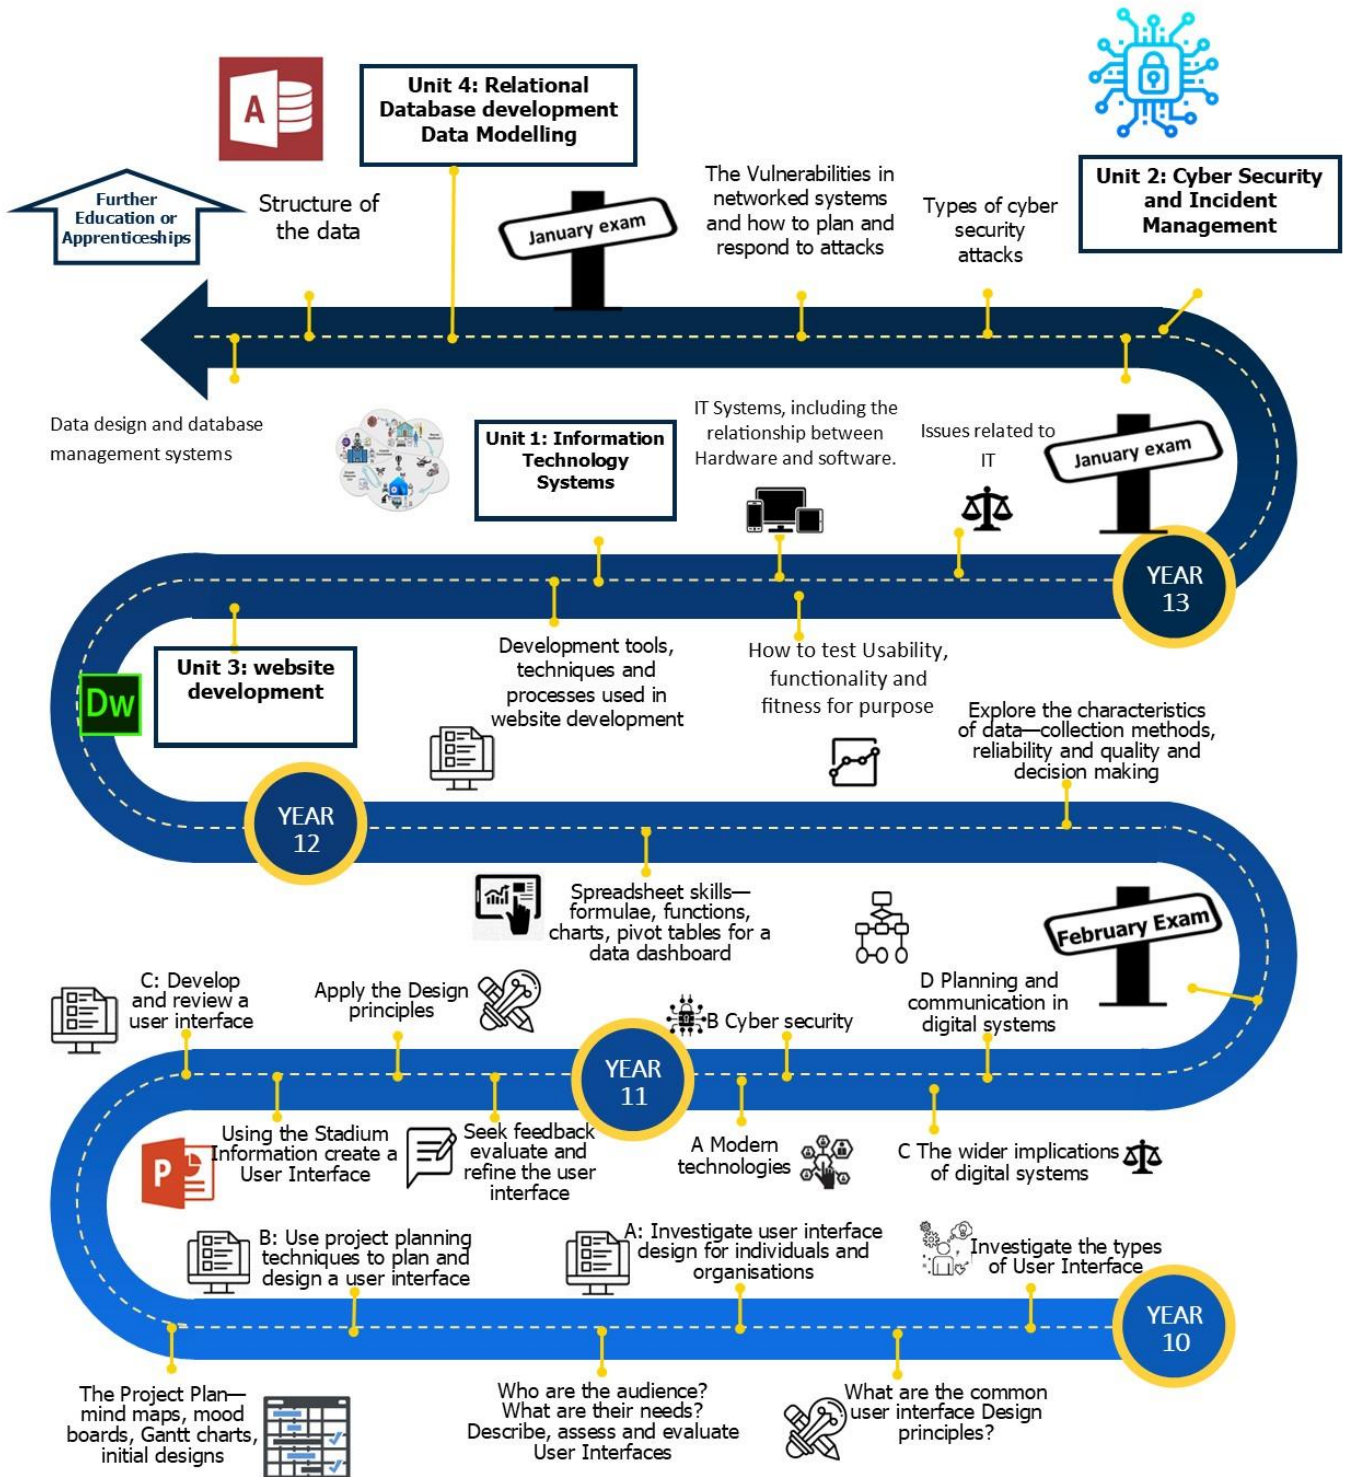 Unit 4: Relational
Database development
Data Modelling
A
Further
Education or
Apprenticeships
Structure of
the data
January exam
The Vulnerabilities in
networked systems
and how to plan and
respond to attacks
Types of cyber
security
attacks
Unit 2: Cyber Security
and Incident
Management
Data design and database
management systems
Unit 1: Information
Technology
Systems
IT Systems, including the
relationship between
Hardware and software.
Issues related to
IT
January exam
YEAR
13
Unit 3: website
development
Dw
Development tools,
techniques and
processes used in
website development
How to test Usability,
functionality and
fitness for purpose
Explore the characteristics
of data—collection methods,
reliability and quality and
decision making
YEAR
12
Spreadsheet skills—
formulae, functions,
charts, pivot tables for a
data dashboard
February Exam
C: Develop
and review a
user interface
Apply the Design
principles
B Cyber security
D Planning and
communication in
digital systems
YEAR
11
P
Using the Stadium
Information create a
User Interface
Seek feedback
evaluate and
refine the user
interface
A Modern
technologies
C The wider implications
of digital systems
B: Use project planning
techniques to plan and
design a user interface
A: Investigate user interface
design for individuals and
organisations
Investigate the types
of User Interface
YEAR
10
The Project Plan—
mind maps, mood
boards, Gantt charts,
initial designs
Who are the audience?
What are their needs?
Describe, assess and evaluate
User Interfaces
What are the common
user interface Design
principles?